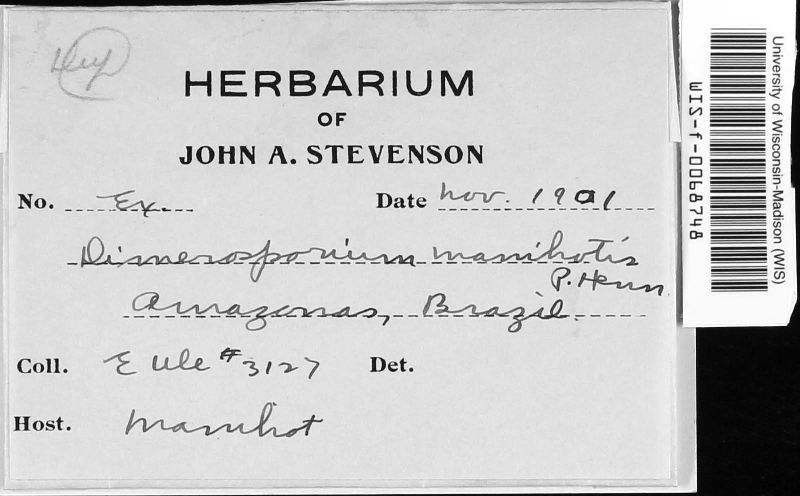 HERBARIUM
OF
JOHN A. STEVENSON
No. Ex. Date Nov. 1901
Dimerosporium manihotis
P. Henn.
Amazonas, Brazil.
Coll. E Ule #3127 Det.
Host. Manihot
University of Wisconsin-Madison (WIS)
WIS-f-0068748